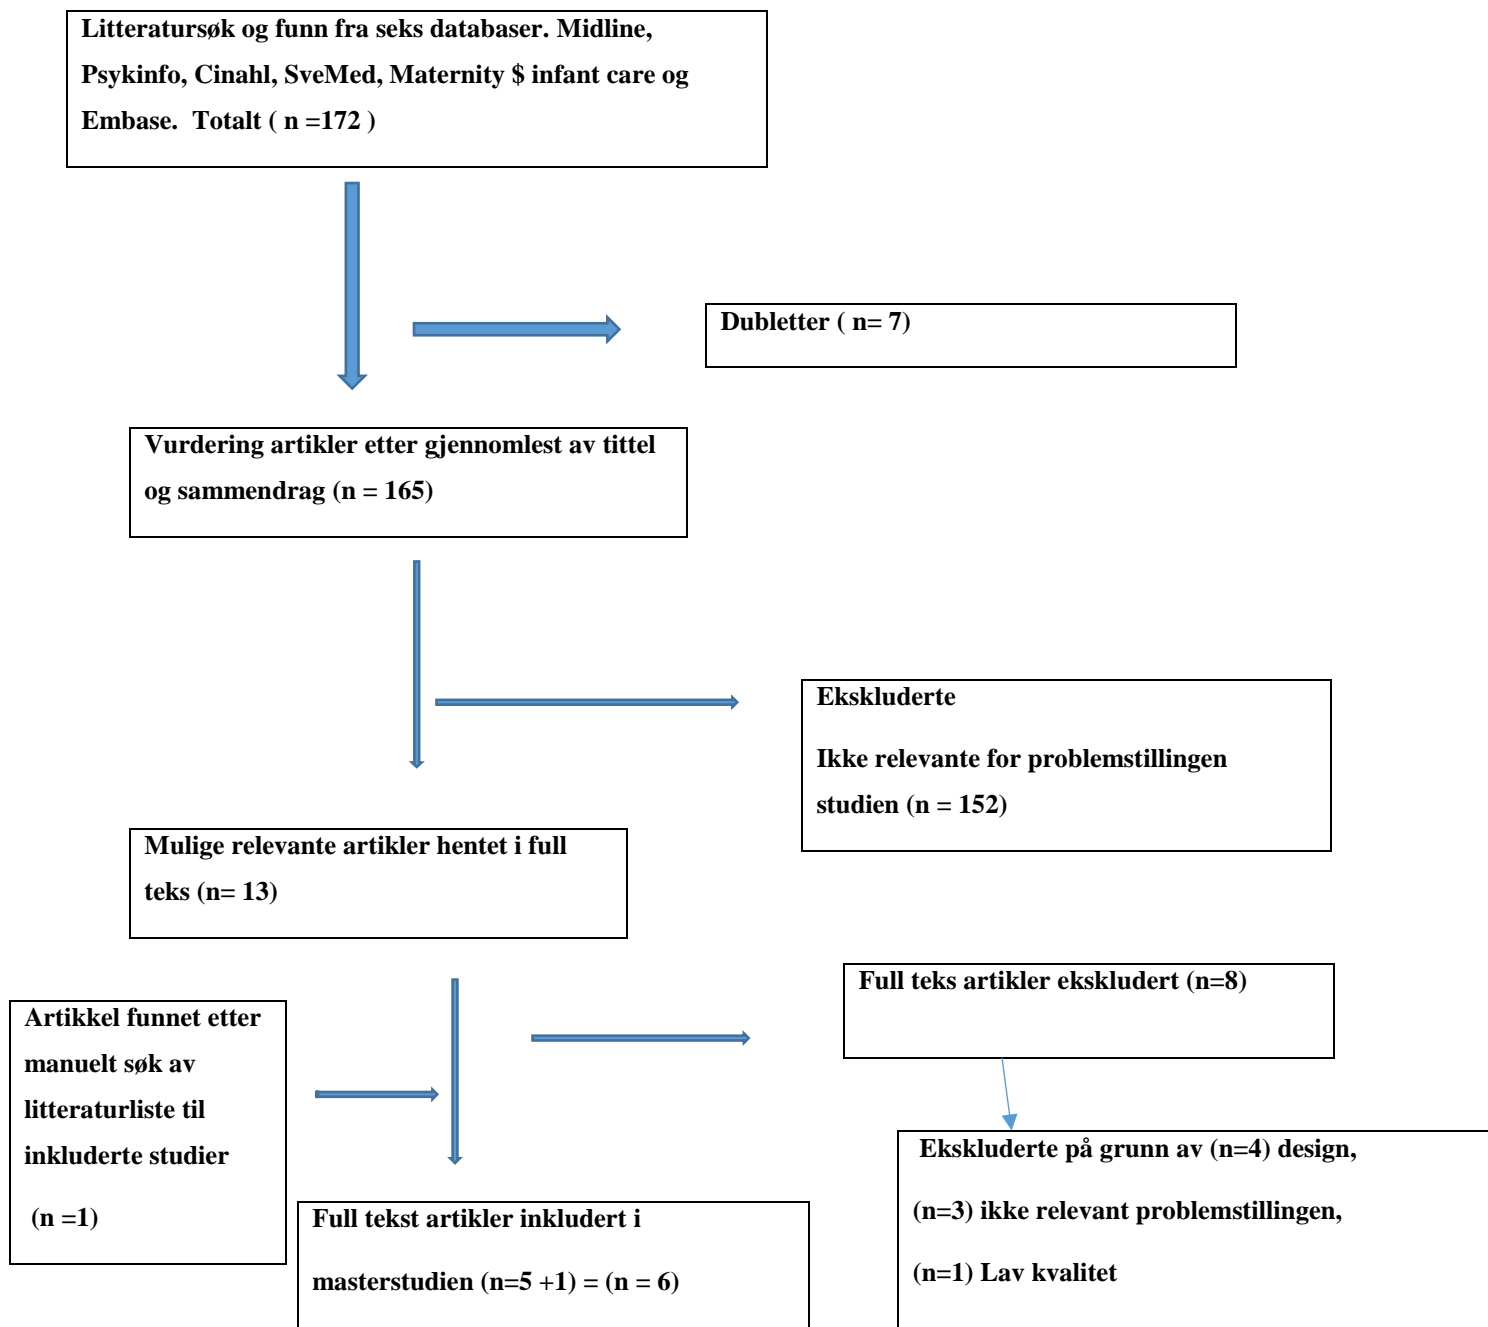 Litteratursøk og funn fra seks databaser. Midline,
Psykinfo, Cinahl, SveMed, Maternity $ infant care og
Embase.  Totalt ( n =172 )
Dubletter ( n= 7)
Vurdering artikler etter gjennomlest av tittel
og sammendrag (n = 165)
Ekskluderte
Ikke relevante for problemstillingen
studien (n = 152)
Mulige relevante artikler hentet i full
teks (n= 13)
Full teks artikler ekskludert (n=8)
Artikkel funnet etter
manuelt søk av
litteraturliste til
inkluderte studier
(n =1)
Ekskluderte på grunn av (n=4) design,
(n=3) ikke relevant problemstillingen,
(n=1) Lav kvalitet
Full tekst artikler inkludert i
masterstudien (n=5 +1) = (n = 6)